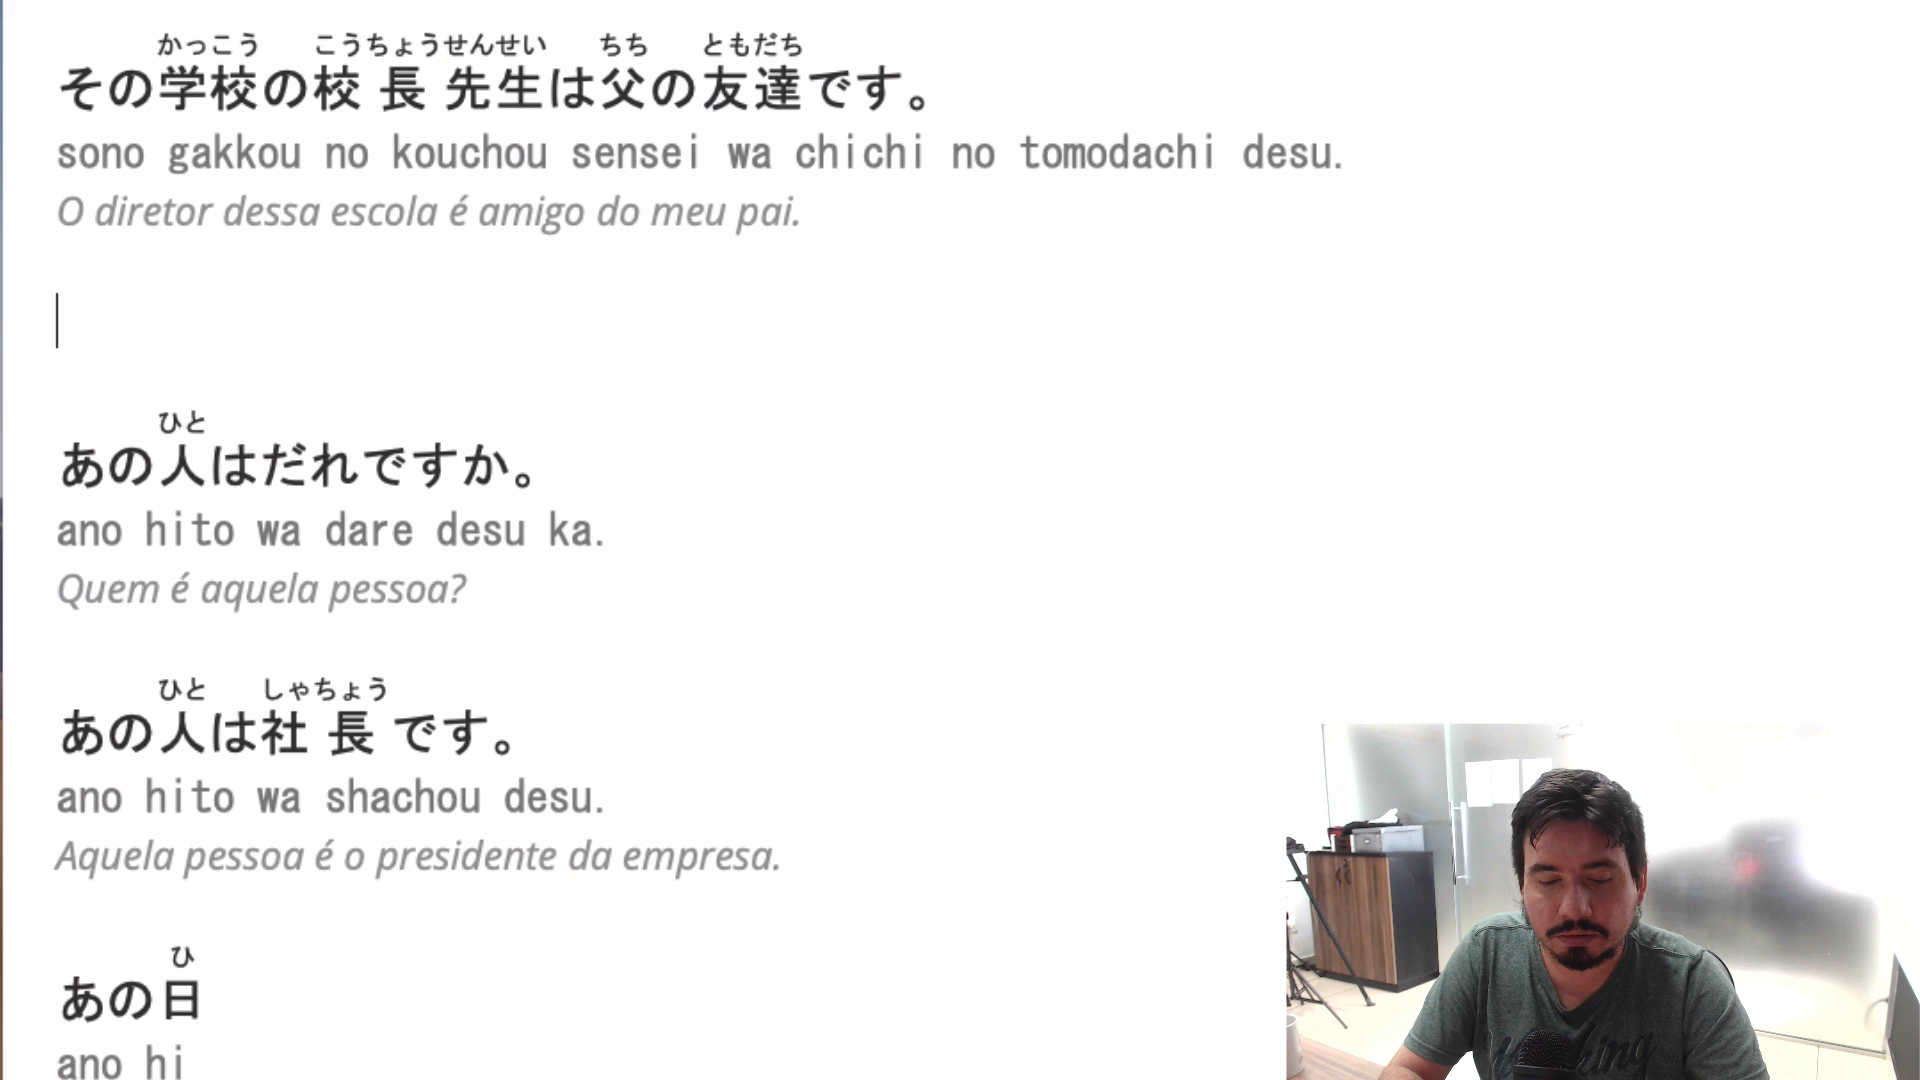 かっこう こうちょうせんせい ちち ともだち
その学校の校長先生は父の友達です。
sono gakkou no kouchou sensei wa chichi no tomodachi desu.
O diretor dessa escola é amigo do meu pai.
ひと
あの人はだれですか。
ano hito wa dare desu ka.
Quem é aquela pessoa?
ひと しゃちょう
あの人は社長です。
ano hito wa shachou desu.
Aquela pessoa é o presidente da empresa.
ひ
あの日
ano hi